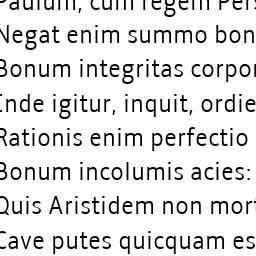 Paulum, cum regem Pers
Negat enim summo bon
Bonum integritas corpor
Inde igitur, inquit, ordie
Rationis enim perfectio
Bonum incolumis acies:
Quis Aristidem non mort
Cave putes quicquam es